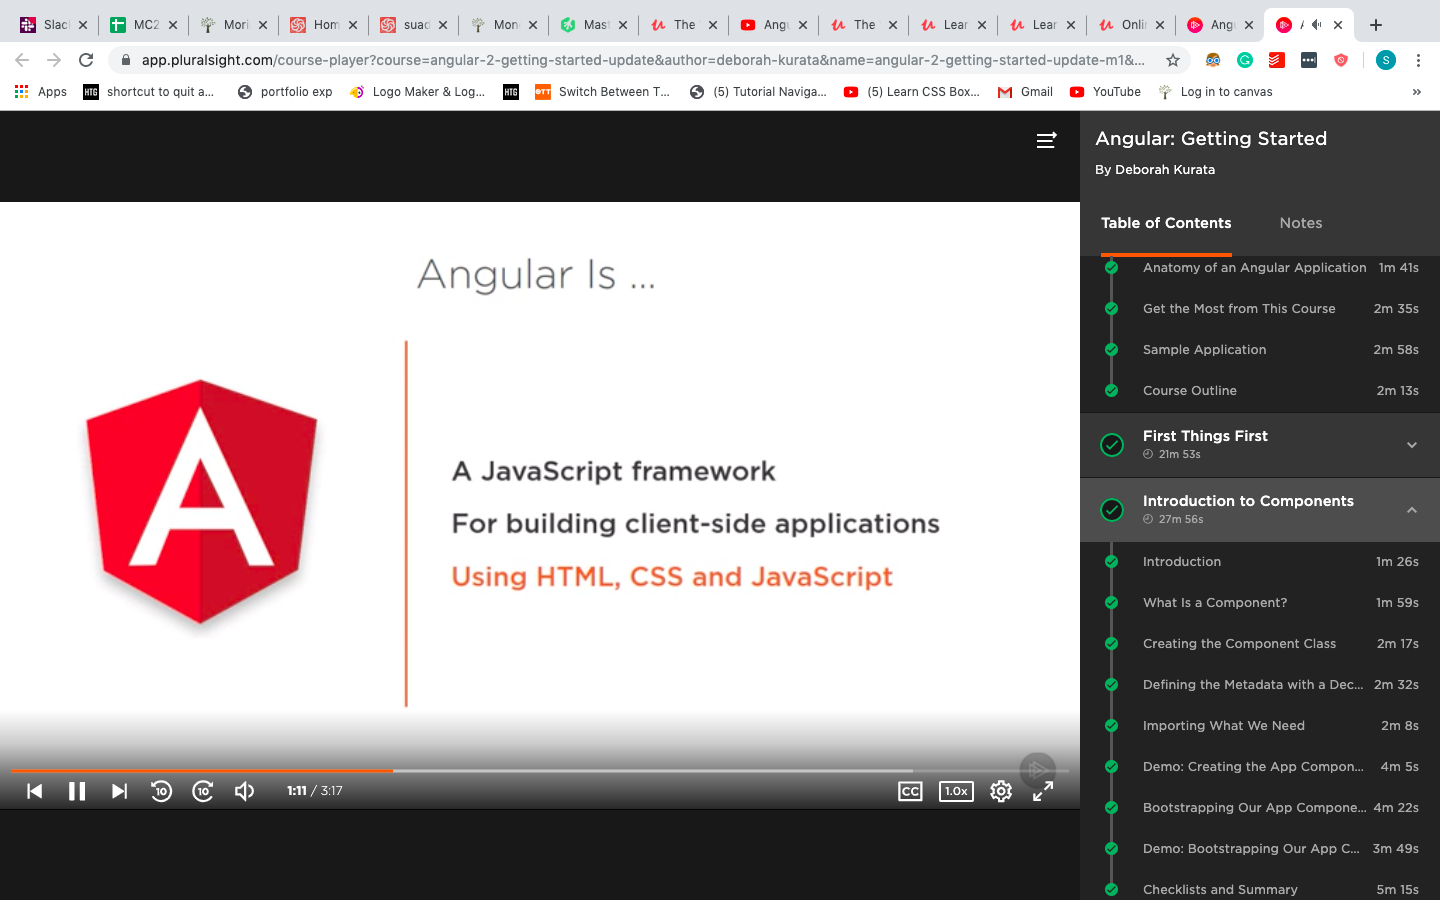 Slac
MC2
Mori
Hom
suad
Mon
Mast
The
Angu
The
Lear
Lear
Onlin
Angu
app.pluralsight.com/course-player?course=angular-2-getting-started-update&author=deborah-kurata&name=angular-2-getting-started-update-m1&...
S
Apps
HTG shortcut to quit a...
portfolio exp
Logo Maker & Log...
HTG
OTT Switch Between T...
(5) Tutorial Naviga...
(5) Learn CSS Box...
Gmail
YouTube
Log in to canvas
»
Angular: Getting Started
By Deborah Kurata
Table of Contents
Notes
Anatomy of an Angular Application 1m 41s
Get the Most from This Course 2m 35s
Sample Application 2m 58s
Course Outline 2m 13s
First Things First
21m 53s
Introduction to Components
27m 56s
Introduction 1m 26s
What Is a Component? 1m 59s
Creating the Component Class 2m 17s
Defining the Metadata with a Dec... 2m 32s
Importing What We Need 2m 8s
Demo: Creating the App Compon... 4m 5s
Bootstrapping Our App Compone... 4m 22s
Demo: Bootstrapping Our App C... 3m 49s
Checklists and Summary 5m 15s
Angular Is ...
A
A JavaScript framework
For building client-side applications
Using HTML, CSS and JavaScript
10
10
1:11 / 3:17
CC
1.0x